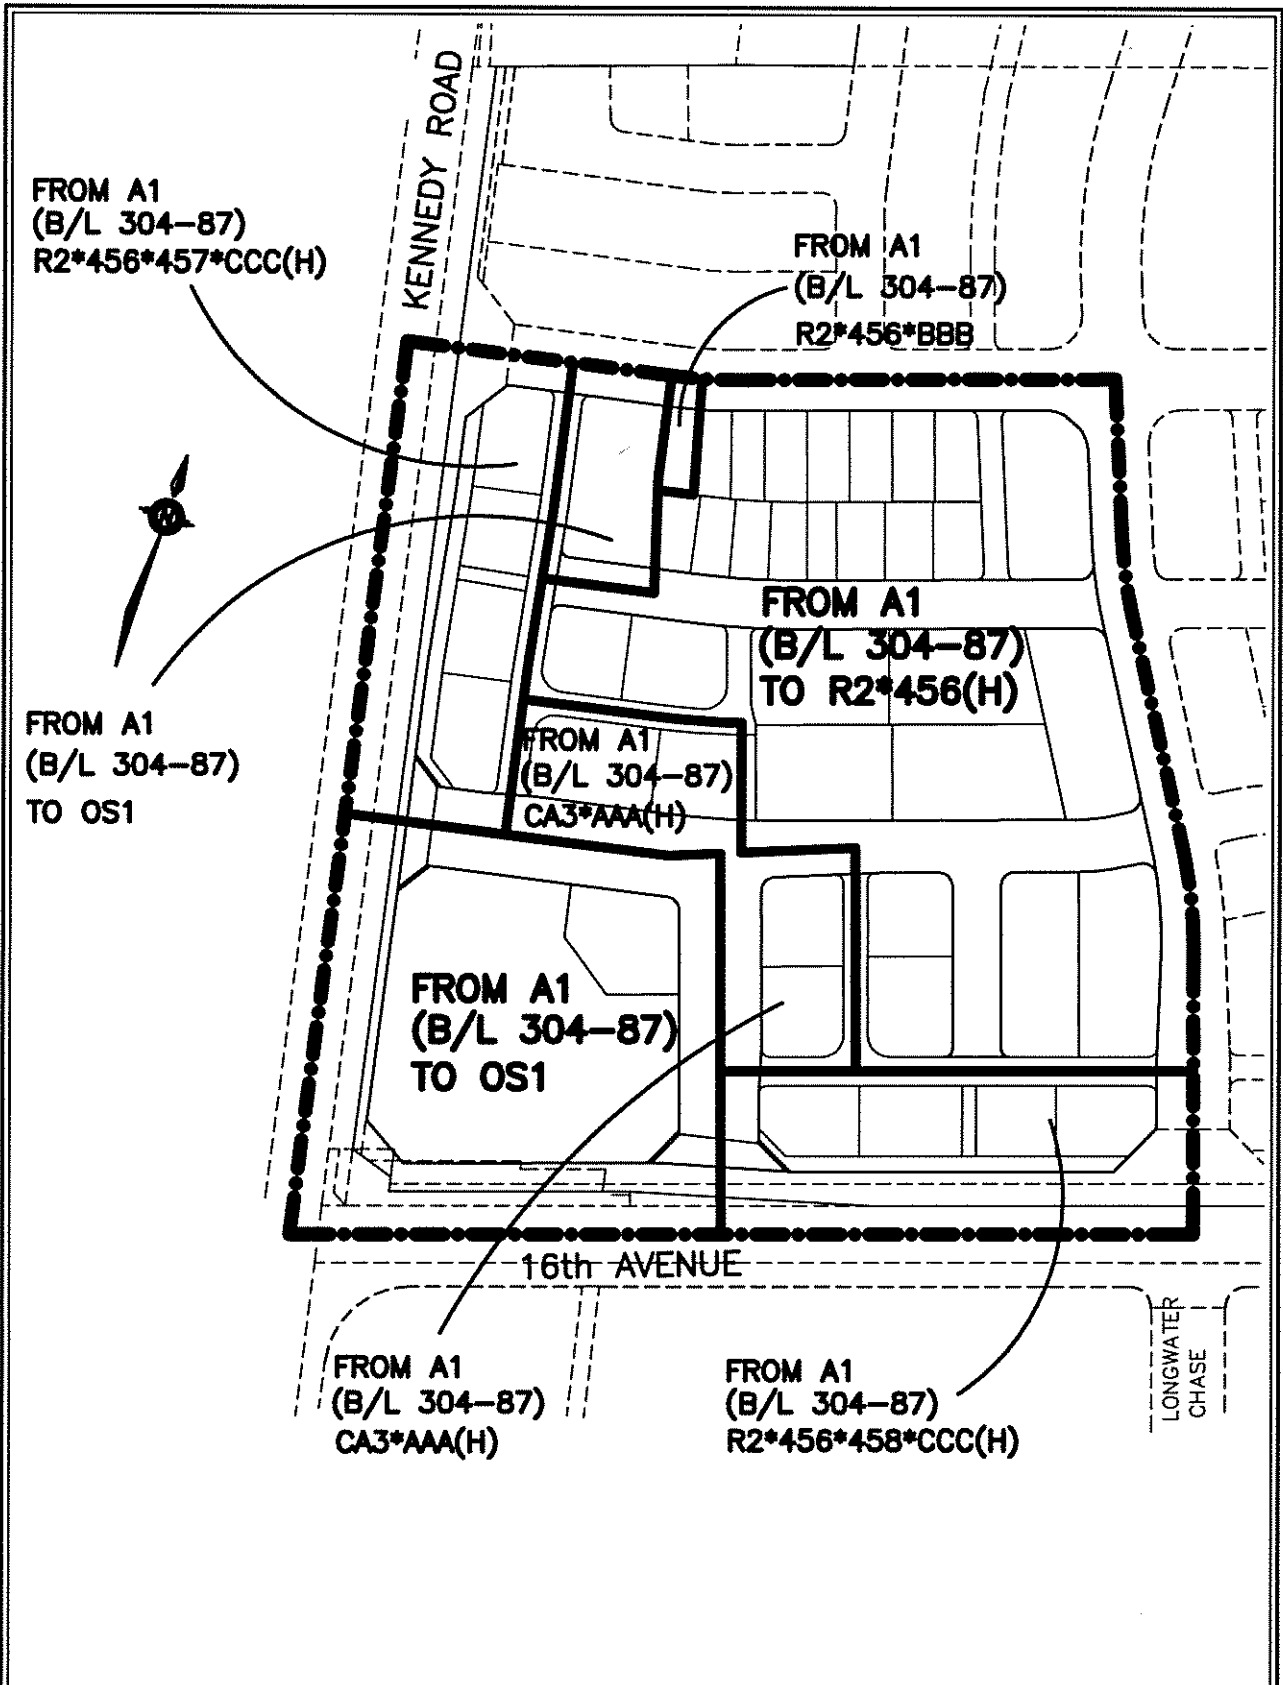 KENNEDY ROAD
FROM A1
(B/L 304-87)
R2*456*457*CCC(H)
FROM A1
(B/L 304-87)
R2*456*BBB
N
FROM A1
(B/L 304-87)
TO R2*456(H)
FROM A1
(B/L 304-87)
TO OS1
FROM A1
(B/L 304-87)
CA3*AAA(H)
FROM A1
(B/L 304-87)
TO OS1
16th AVENUE
FROM A1
(B/L 304-87)
CA3*AAA(H)
FROM A1
(B/L 304-87)
R2*456*458*CCC(H)
LONGWATER
CHASE